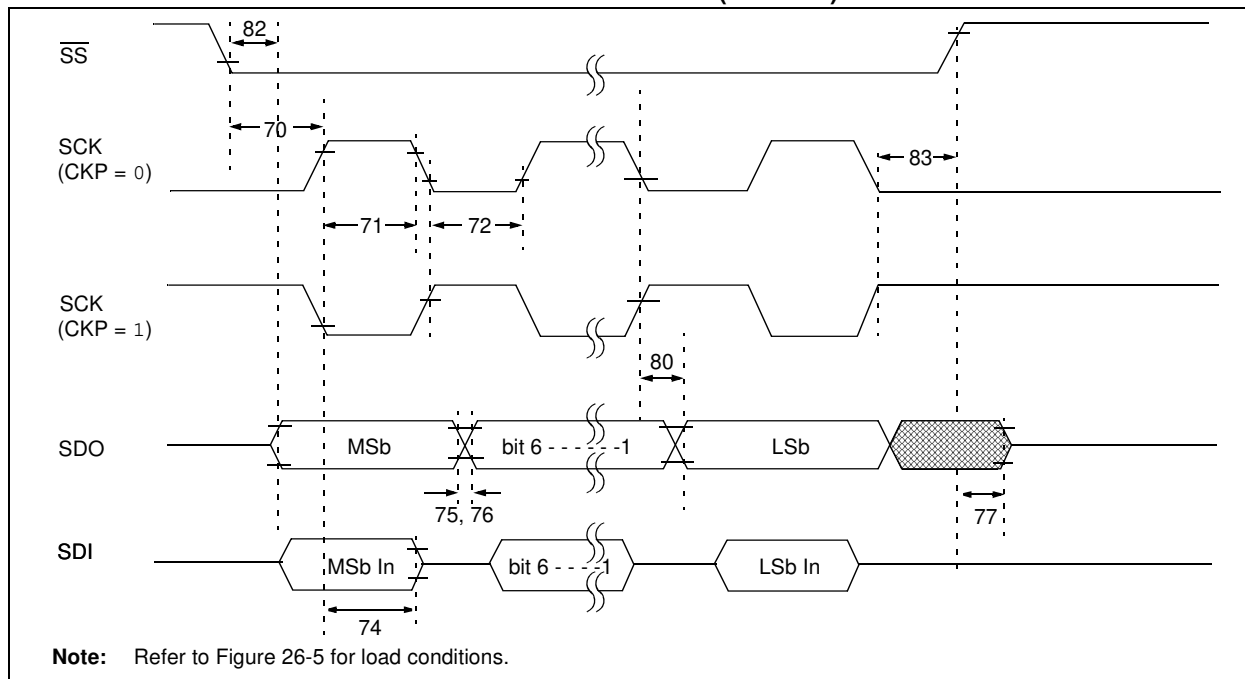 82
SS
70
SCK
(CKP = 0)
83
71
72
SCK
(CKP = 1)
80
SDO
MSb
bit 6 - - - - - -1
LSb
75, 76
77
SDI
MSb In
bit 6 - - - -1
LSb In
74
Note: Refer to Figure 26-5 for load conditions.